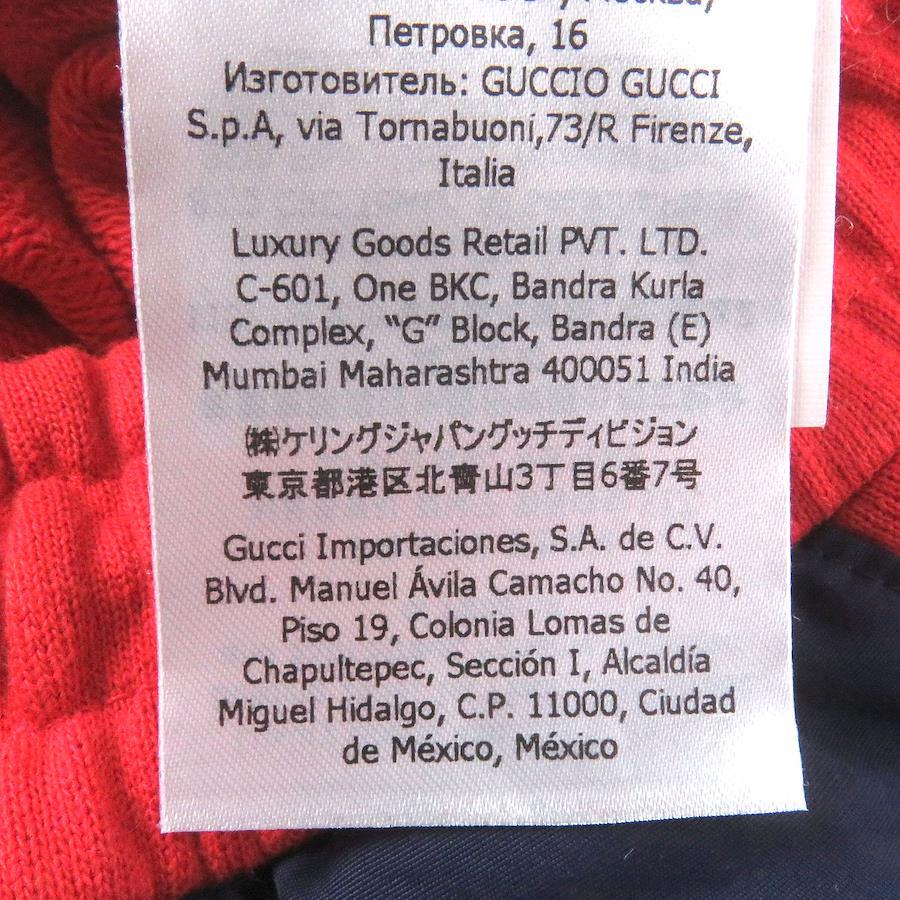 Москва,
Петровка, 16
Изготовитель: GUCCIO GUCCI
S.p.A, via Tornabuoni,73/R Firenze,
Italia
Luxury Goods Retail PVT. LTD.
C-601, One BKC, Bandra Kurla
Complex, “G” Block, Bandra (E)
Mumbai Maharashtra 400051 India
㈱ケリングジャパングッチディビジョン
東京都港区北青山3丁目6番7号
Gucci Importaciones, S.A. de C.V.
Blvd. Manuel Ávila Camacho No. 40,
Piso 19, Colonia Lomas de
Chapultepec, Sección I, Alcaldía
Miguel Hidalgo, C.P. 11000, Ciudad
de México, México